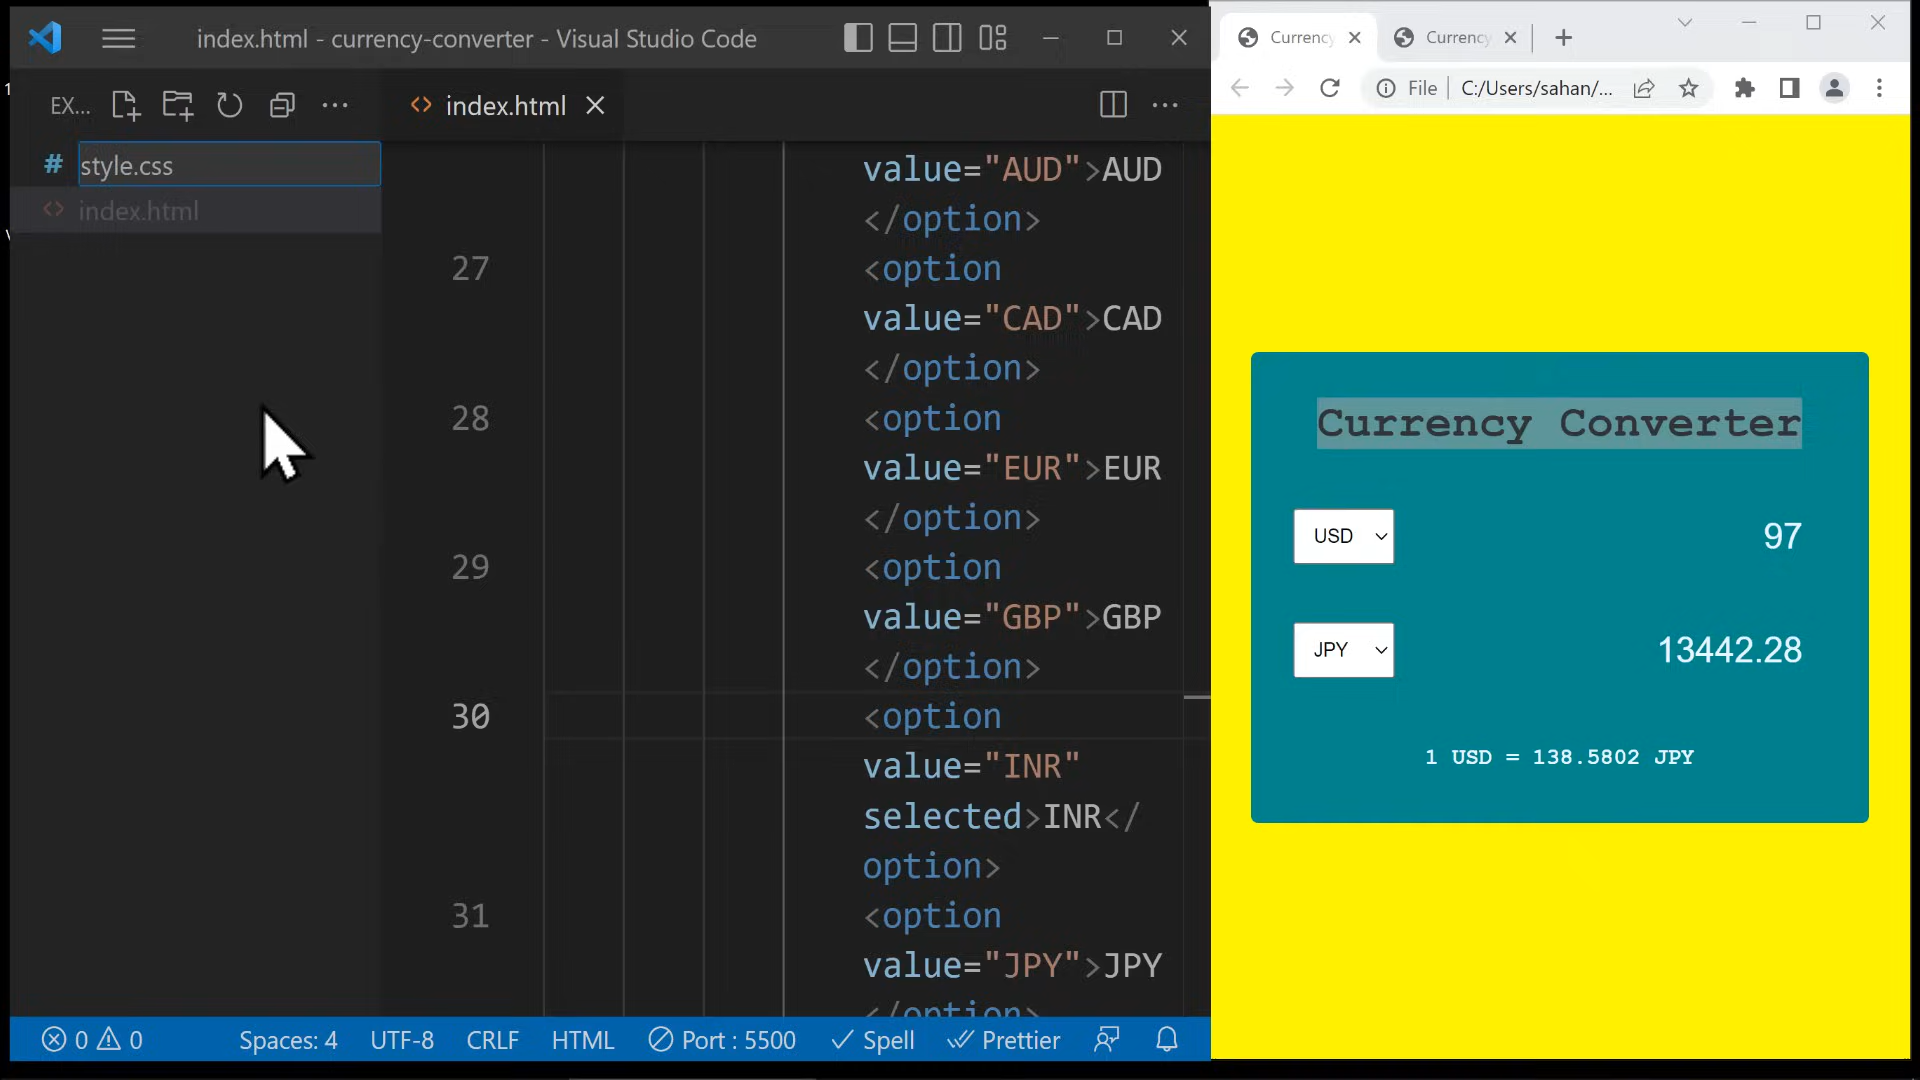 index.html - currency-converter - Visual Studio Code
EX...
index.html
style.css
index.html
value="AUD">AUD
</option>
27
<option
value="CAD">CAD
</option>
28
<option
value="EUR">EUR
</option>
29
<option
value="GBP">GBP
</option>
30
<option
value="INR"
selected>INR</
option>
31
<option
value="JPY">JPY
</option>
0 0
Spaces: 4
UTF-8
CRLF
HTML
Port : 5500
Spell
Prettier
Currency
Currency
File
C:/Users/sahan/...
Currency Converter
USD
97
JPY
13442.28
1 USD = 138.5802 JPY